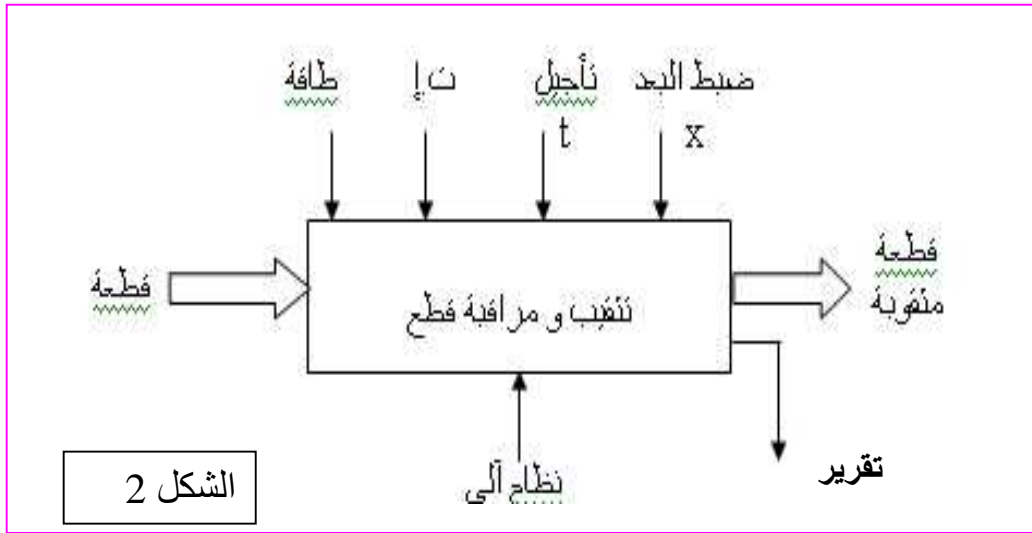 طاقة
ت إ
تأجيل
t
ضبط البعد
x
قطعة
تثقيب و مراقبة قطع
قطعة
مثقوبة
نظام آلي
تقرير
الشكل 2